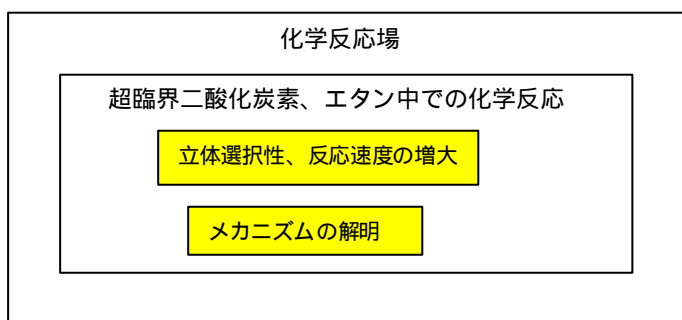 化学反応場
超臨界二酸化炭素、エタン中での化学反応
立体選択性、反応速度の増大
メカニズムの解明